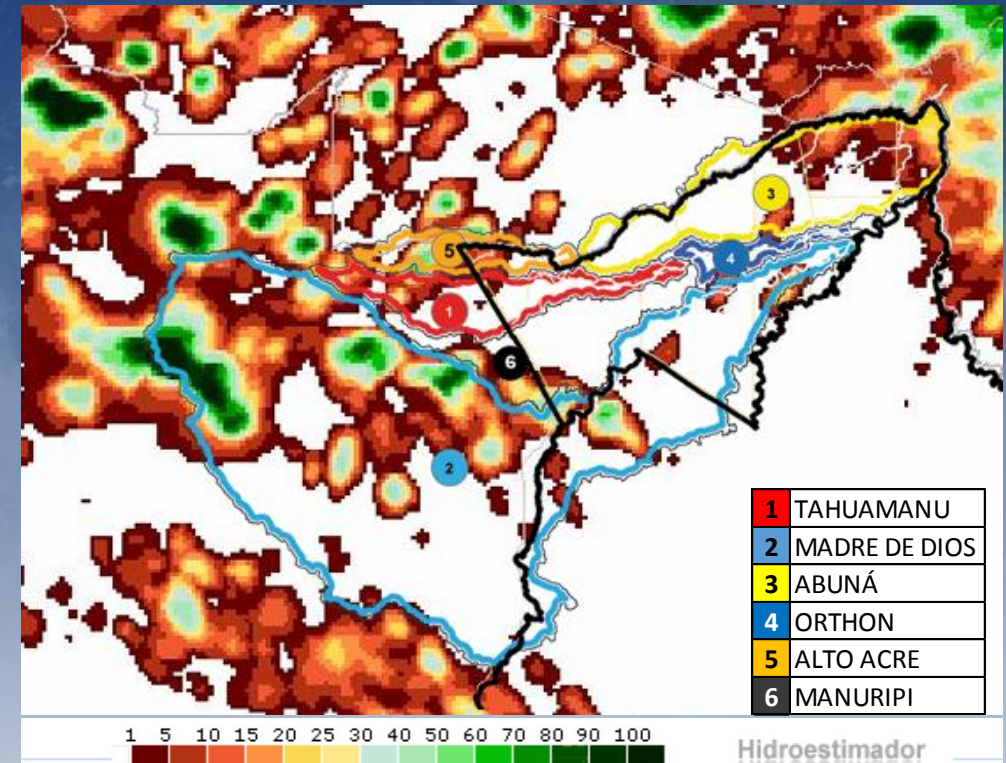 3
5
4
1
6
2
1 TAHUAMANU
2 MADRE DE DIOS
3 ABUNÁ
4 ORTHON
5 ALTO ACRE
6 MANURIPI
1 5 10 15 20 25 30 40 50 60 70 80 90 100
Hidroestimador